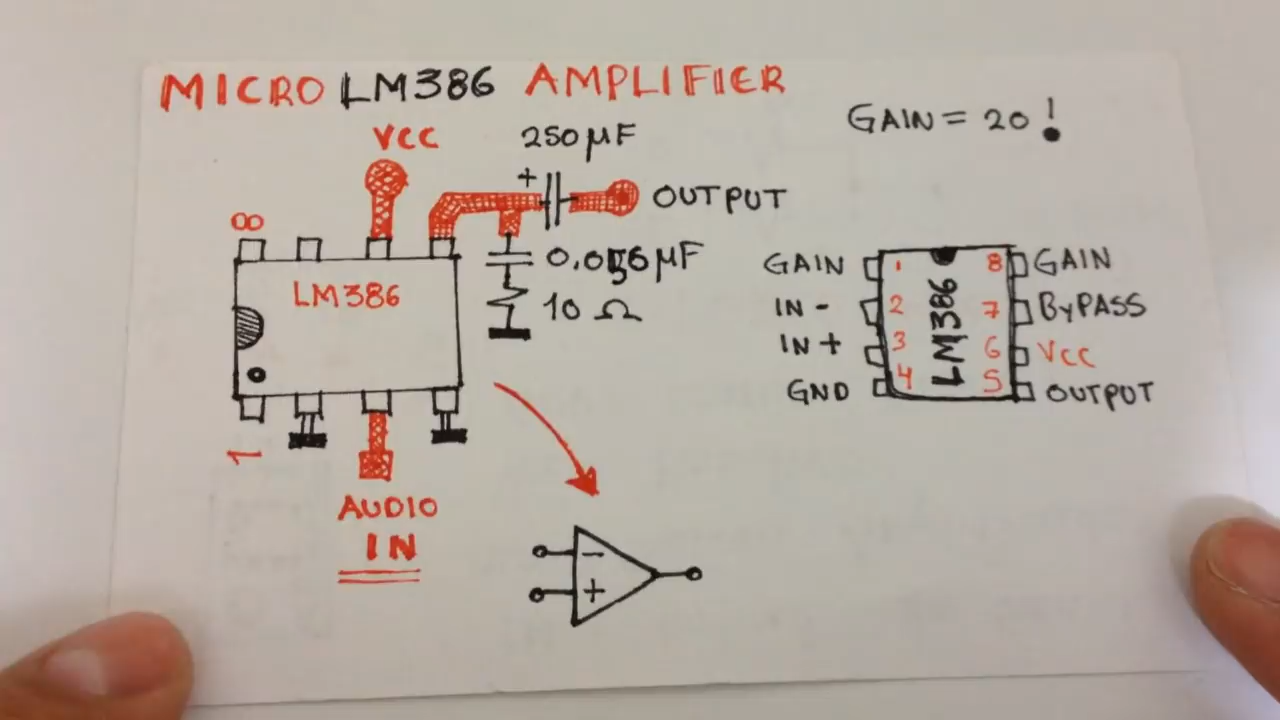 MICRO LM386 AMPLIFIER
GAIN = 20!
VCC
250µF
+
OUTPUT
8
LM386
10 Ω
1
AUDIO
IN
GAIN 1 8 GAIN
IN - 2 7 ByPASS
IN + 3 6 VCC
GND 4 5 OUTPUT
LM386
-
+